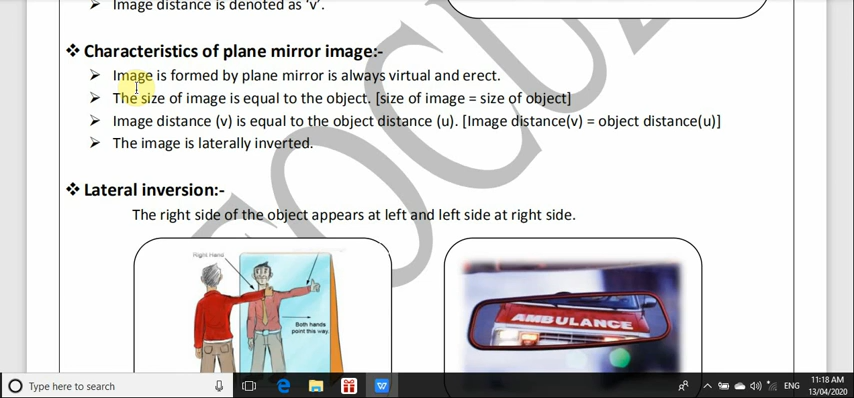 Image distance is denoted as 'v'.
❖ Characteristics of plane mirror image:-
➢ Image is formed by plane mirror is always virtual and erect.
➢ The size of image is equal to the object. [size of image = size of object]
➢ Image distance (v) is equal to the object distance (u). [Image distance(v) = object distance(u)]
➢ The image is laterally inverted.
❖ Lateral inversion:-
The right side of the object appears at left and left side at right side.
Right Hand
Both hands
point this way.
AMBULANCE
Type here to search
ENG
11:18 AM
13/04/2020